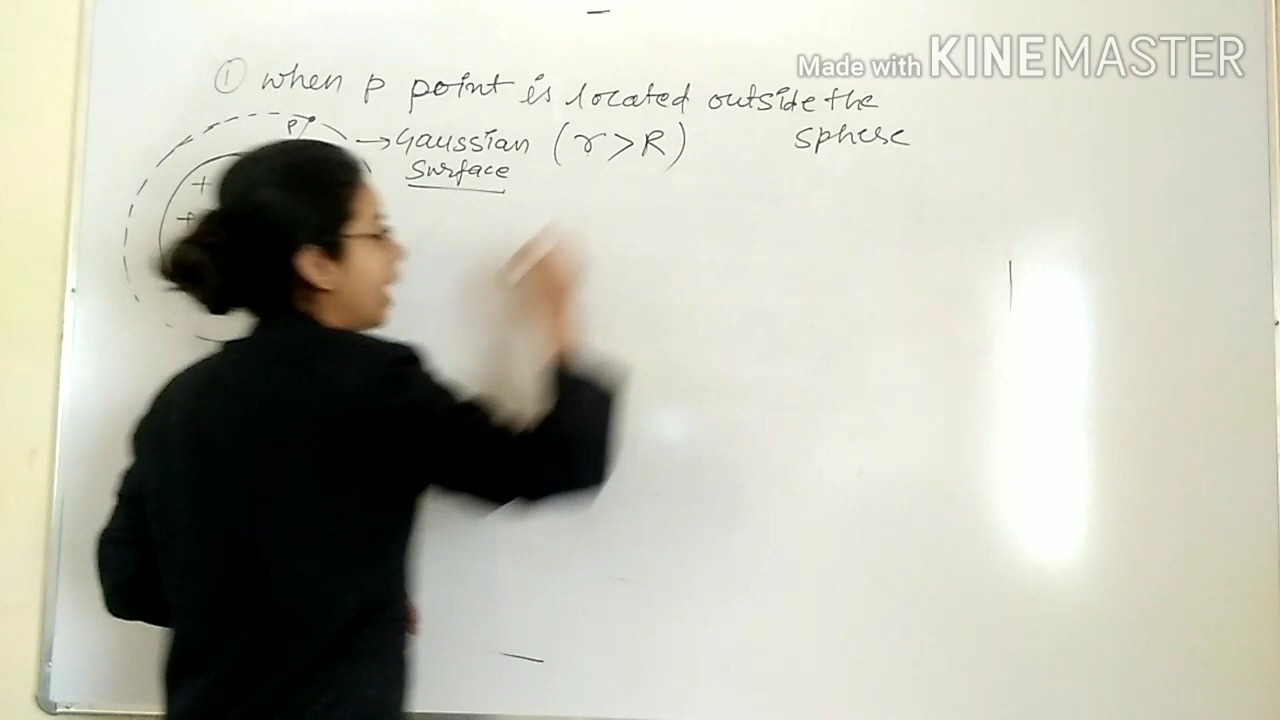 Made with KINEMASTER
① when p point is located outside the sphere
P
→ Gaussian (r > R)
Surface
+
+